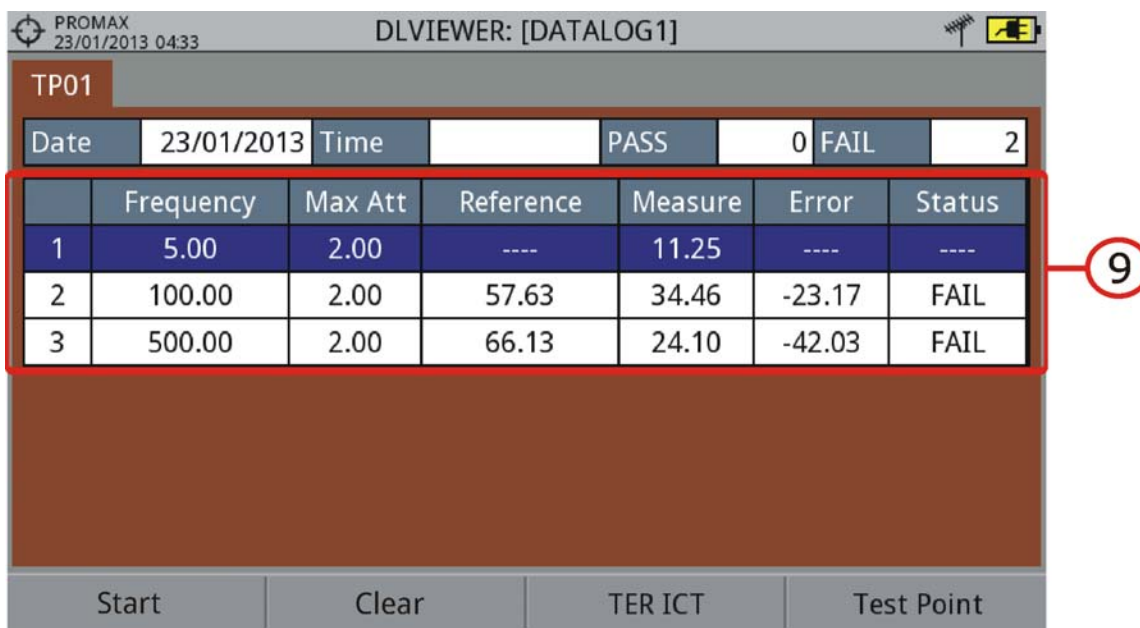 PROMAX
23/01/2013 04:33
DLVIEWER: [DATALOG1]
TP01
Date 23/01/2013 Time PASS 0 FAIL 2
Frequency Max Att Reference Measure Error Status
1 5.00 2.00 ---- 11.25 ---- ----
2 100.00 2.00 57.63 34.46 -23.17 FAIL
3 500.00 2.00 66.13 24.10 -42.03 FAIL
9
Start Clear TER ICT Test Point